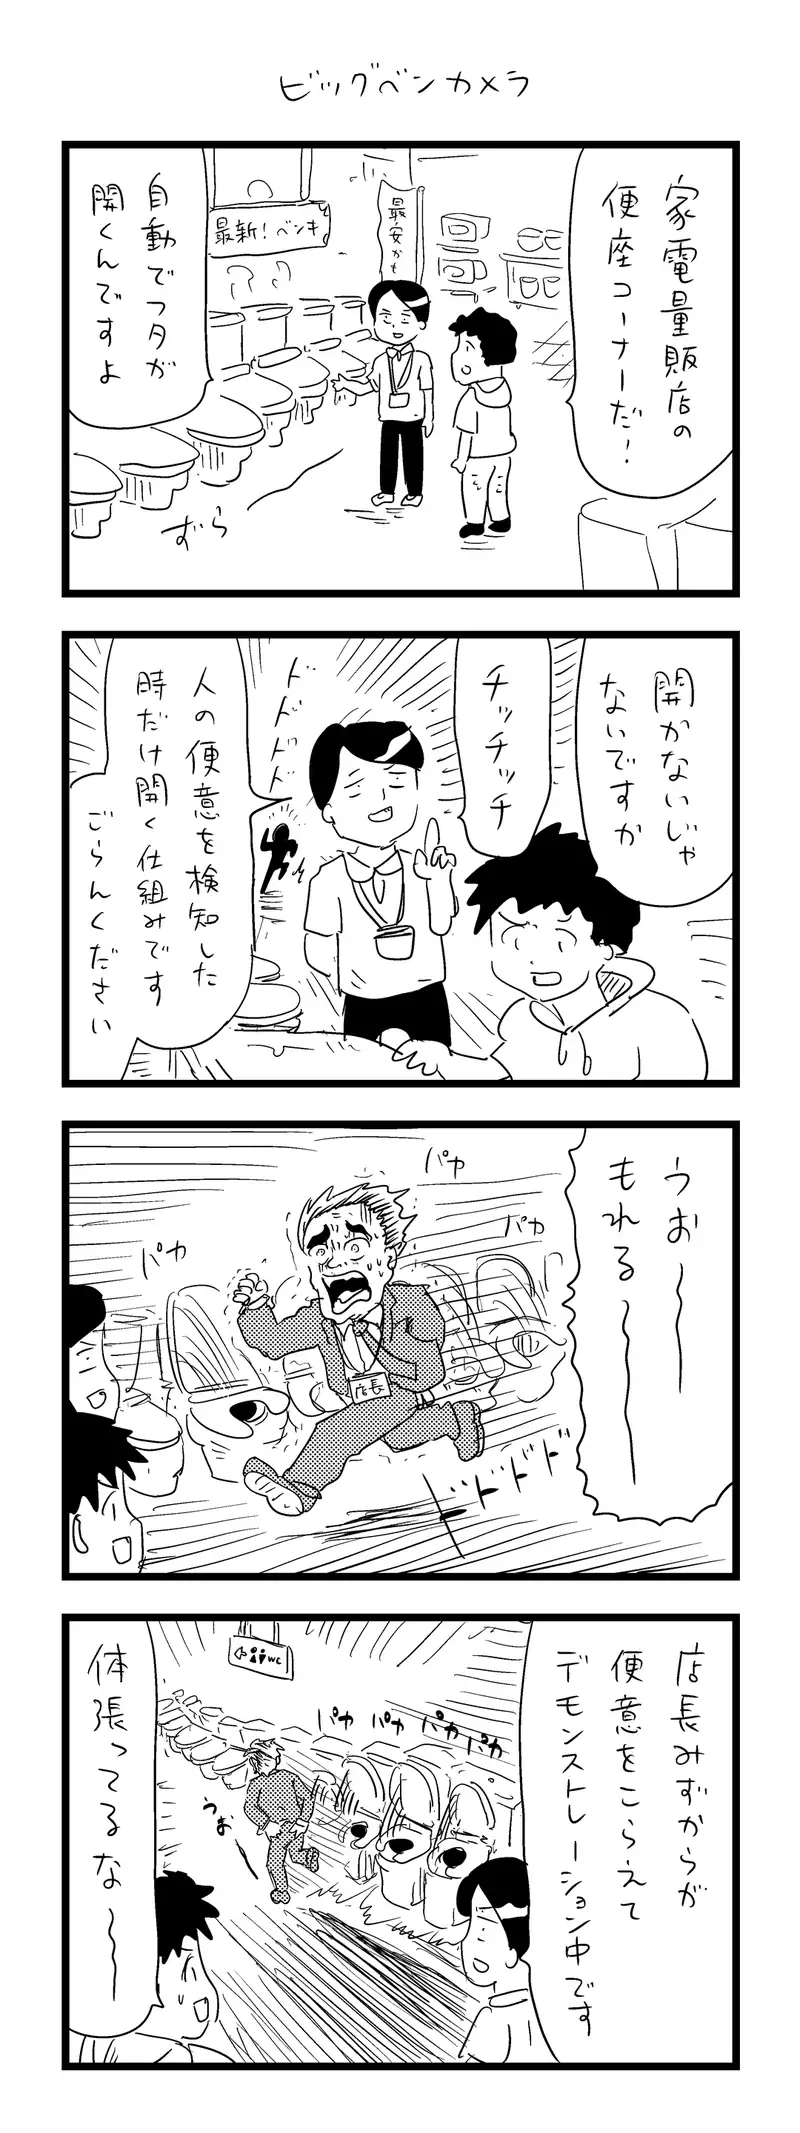 ビッグベンカメラ
家電量販店の
便座コーナーだ!
最安かも
最新!ベンキ
自動でフタが
開くんですよ
ずら
開かないじゃ
ないですか
チッチッチ
ドドドド
人の便意を検知した
時だけ開く仕組みです
ごらんください
うお〜
もれる〜
パカ
パカ
パカ
店長
ドドドド
店長みずからが
便意をこらえて
デモンストレーション中です
WC
パカ パカ パカ パカ
うお
体張ってるな〜